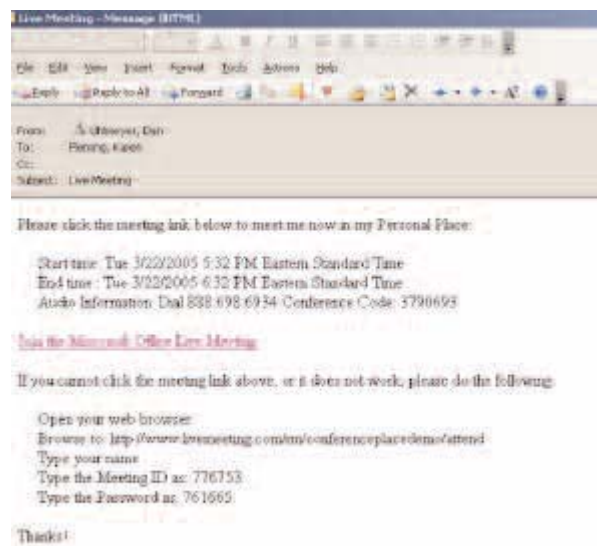 Live Meeting - Message (HTML)
File Edit View Insert Format Tools Actions Help
Reply Reply to All Forward
From: Dan
To: Karen
Cc:
Subject: Live Meeting
Please click the meeting link below to meet me now in my Personal Place:
Start time: Tue 3/22/2005 5:32 PM Eastern Standard Time
End time : Tue 3/22/2005 6:32 PM Eastern Standard Time
Audio Information: Dial 888 698 6934 Conference Code: 3790693
Join the Microsoft Office Live Meeting
If you cannot click the meeting link above, or it does not work, please do the following:
Open your web browser
Browse to: http://www.livemeeting.com/im/conferenceplacedemo/attend
Type your name
Type the Meeting ID as: 776753
Type the Password as: 761665
Thanks!